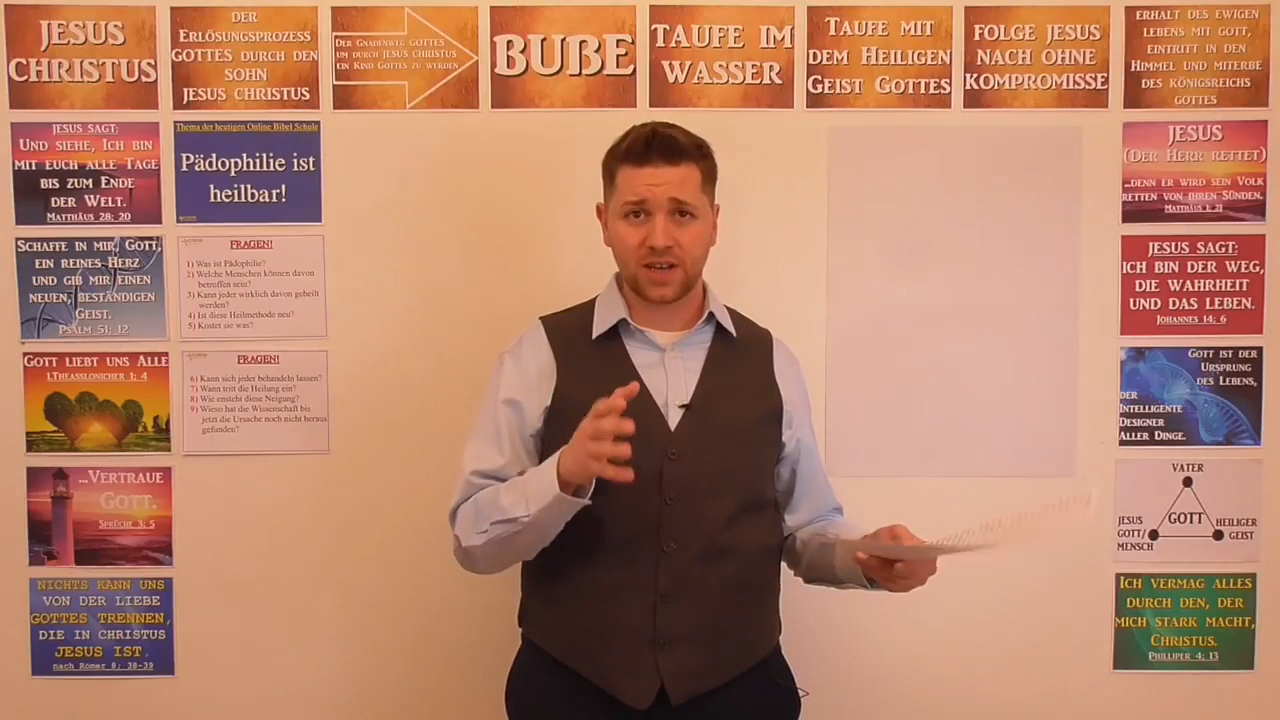 JESUS
CHRISTUS
DER
ERLÖSUNGSPROZESS
GOTTES DURCH DEN
SOHN
JESUS CHRISTUS
DER GNADENWEG GOTTES
UM DURCH JESUS CHRISTUS
EIN KIND GOTTES ZU WERDEN
BUßE
TAUFE IM
WASSER
TAUFE MIT
DEM HEILIGEN
GEIST GOTTES
FOLGE JESUS
NACH OHNE
KOMPROMISSE
ERHALT DES EWIGEN
LEBENS MIT GOTT,
EINTRITT IN DEN
HIMMEL UND MITERBE
DES KÖNIGSREICHS
GOTTES
JESUS SAGT:
UND SIEHE, ICH BIN
MIT EUCH ALLE TAGE
BIS ZUM ENDE
DER WELT.
MATTHÄUS 28; 20
Thema der heutigen Online Bibel Schule
Pädophilie ist
heilbar!
SCHAFFE IN MIR, GOTT,
EIN REINES HERZ
UND GIB MIR EINEN
NEUEN, BESTÄNDIGEN
GEIST.
PSALM 51; 12
FRAGEN!
1) Was ist Pädophilie?
2) Welche Menschen können davon
betroffen sein?
3) Kann jeder wirklich davon geheilt
werden?
4) Ist diese Heilmethode neu?
5) Kostet sie was?
GOTT LIEBT UNS ALLE
1.THEASSLONICHER 1; 4
FRAGEN!
6) Kann sich jeder behandeln lassen?
7) Wann tritt die Heilung ein?
8) Wie ensteht diese Neigung?
9) Wieso hat die Wissenschaft bis
jetzt die Ursache noch nicht heraus
gefunden?
...VERTRAUE
GOTT.
SPRÜCHE 3; 5
NICHTS KANN UNS
VON DER LIEBE
GOTTES TRENNEN,
DIE IN CHRISTUS
JESUS IST.
nach Römer 8; 38-39
JESUS
(DER HERR RETTET)
...DENN ER WIRD SEIN VOLK
RETTEN VON IHREN SÜNDEN.
MATTHÄUS 1; 21
JESUS SAGT:
ICH BIN DER WEG,
DIE WAHRHEIT
UND DAS LEBEN.
JOHANNES 14; 6
GOTT IST DER
URSPRUNG
DES LEBENS,
DER
INTELLIGENTE
DESIGNER
ALLER DINGE.
VATER
GOTT
JESUS
GOTT/
MENSCH
HEILIGER
GEIST
ICH VERMAG ALLES
DURCH DEN, DER
MICH STARK MACHT,
CHRISTUS.
PHILLIPER 4; 13